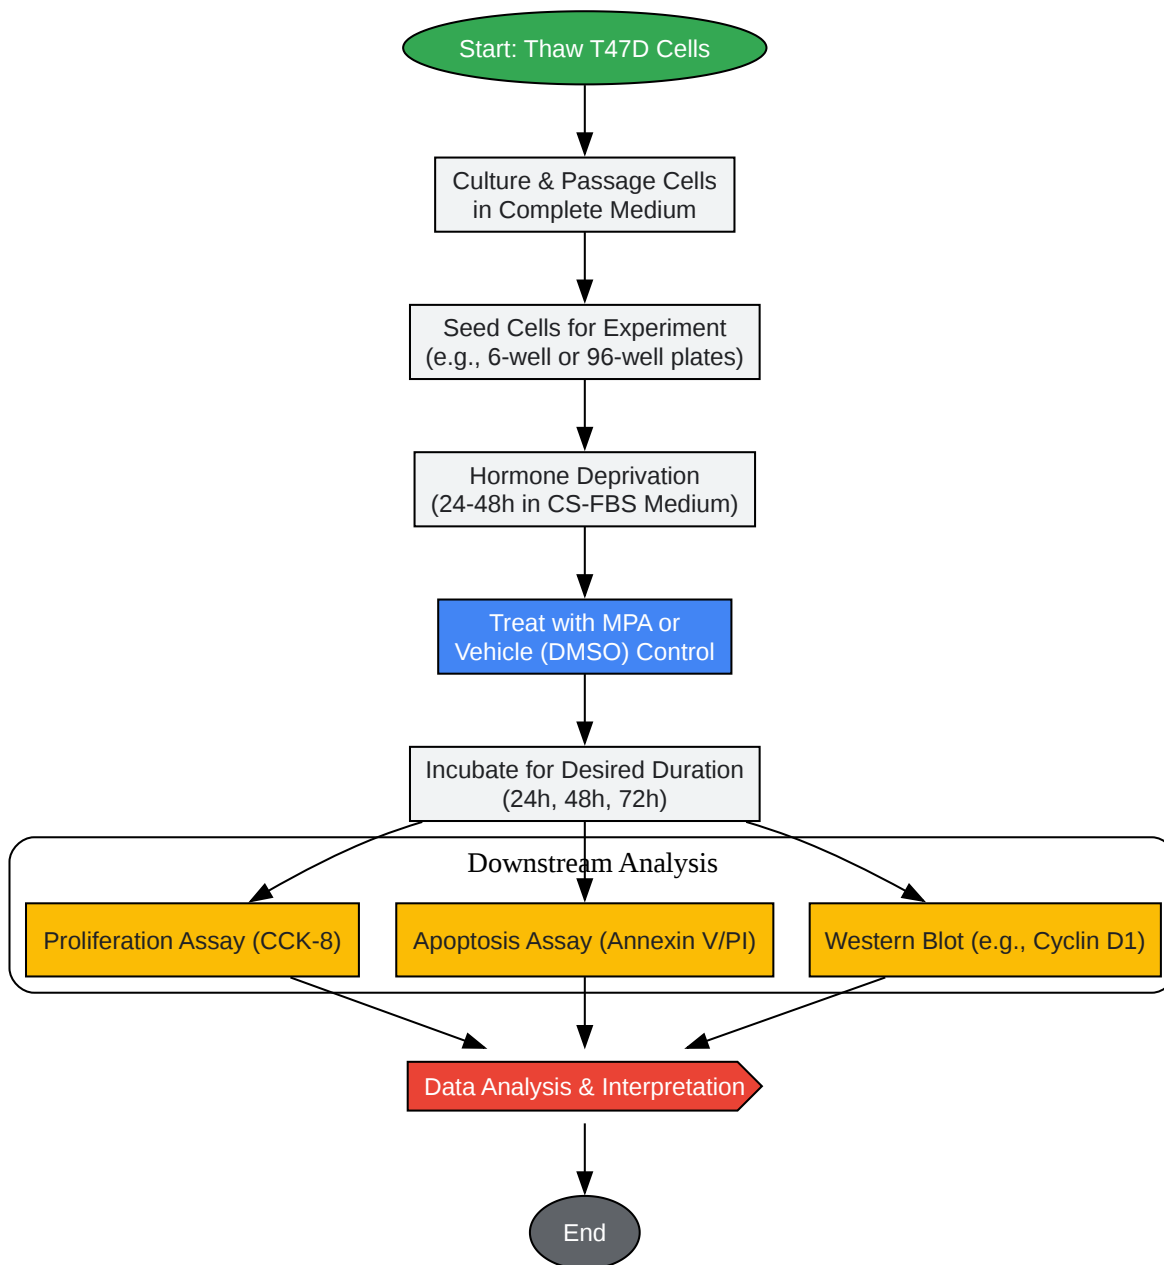 Start: Thaw T47D Cells
Culture & Passage Cells
in Complete Medium
Seed Cells for Experiment
(e.g., 6-well or 96-well plates)
Hormone Deprivation
(24-48h in CS-FBS Medium)
Treat with MPA or
Vehicle (DMSO) Control
Incubate for Desired Duration
(24h, 48h, 72h)
Downstream Analysis
Proliferation Assay (CCK-8)
Apoptosis Assay (Annexin V/PI)
Western Blot (e.g., Cyclin D1)
Data Analysis & Interpretation
End